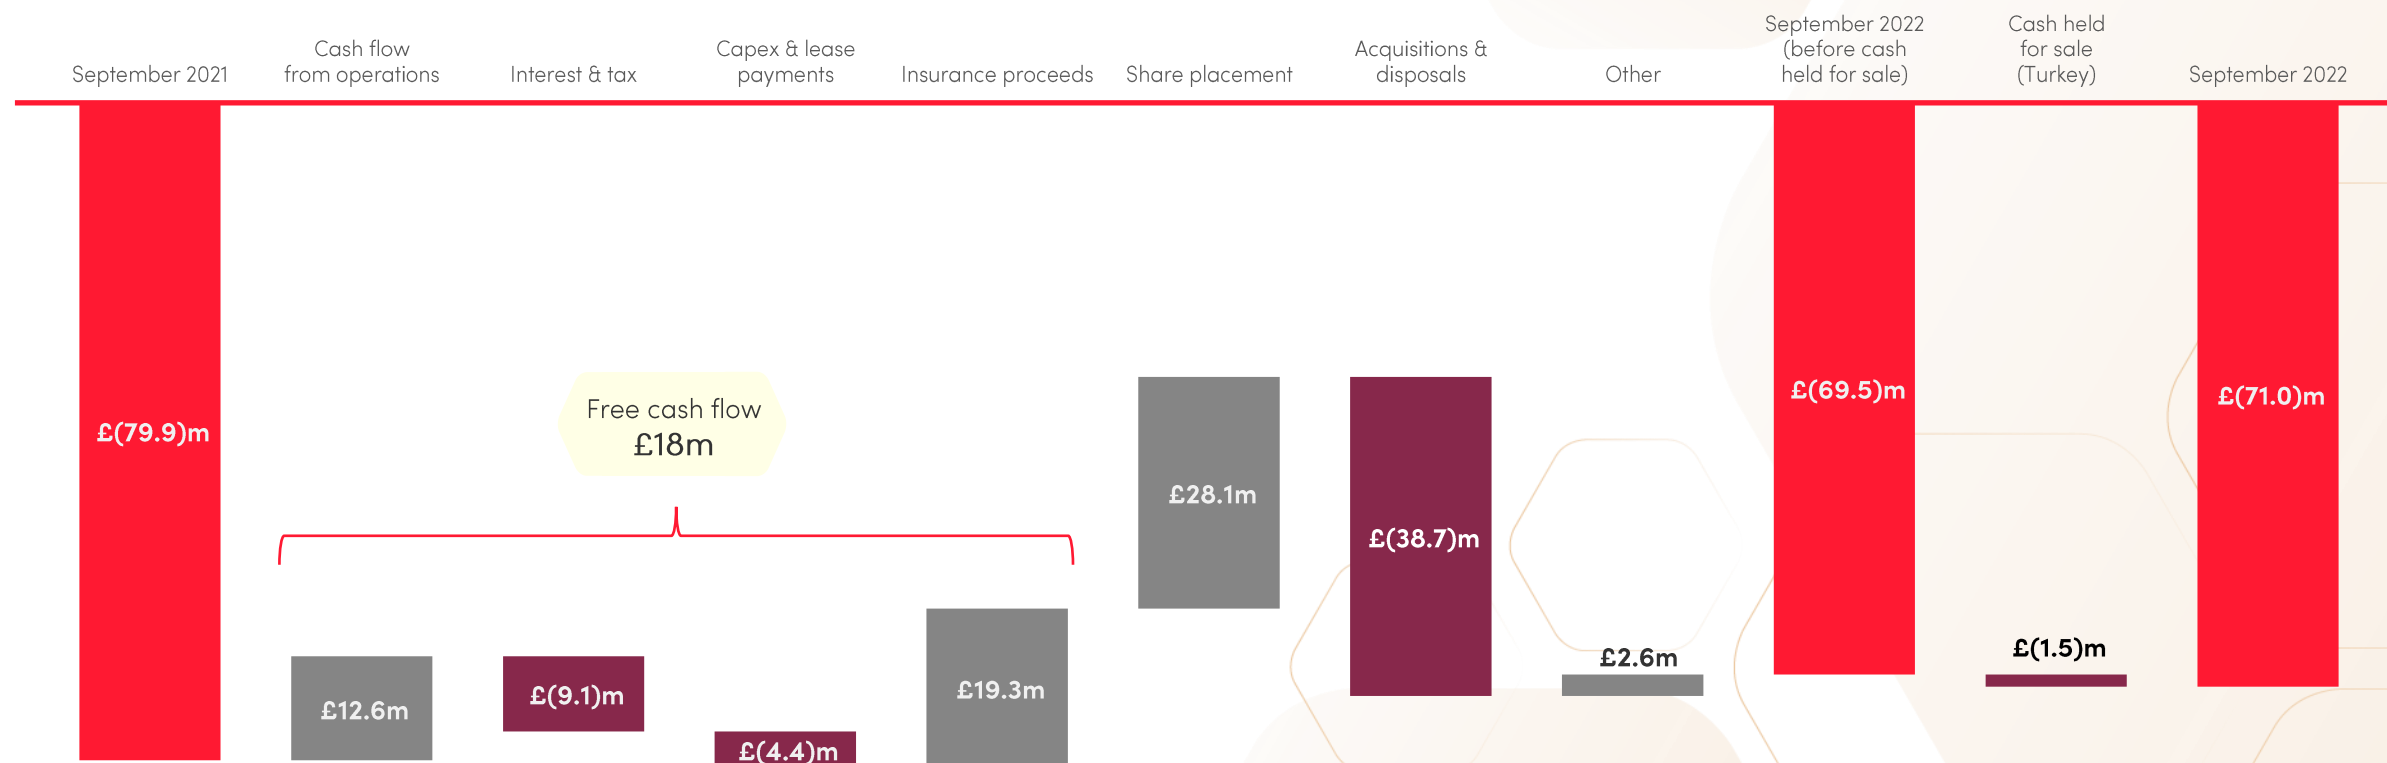 September 2021
Cash flow
from operations
Interest & tax
Capex & lease
payments
Insurance proceeds
Share placement
Acquisitions &
disposals
Other
September 2022
(before cash
held for sale)
Cash held
for sale
(Turkey)
September 2022
£(79.9)m
£12.6m
£(9.1)m
£(4.4)m
£19.3m
Free cash flow
£18m
£28.1m
£(38.7)m
£2.6m
£(69.5)m
£(1.5)m
£(71.0)m